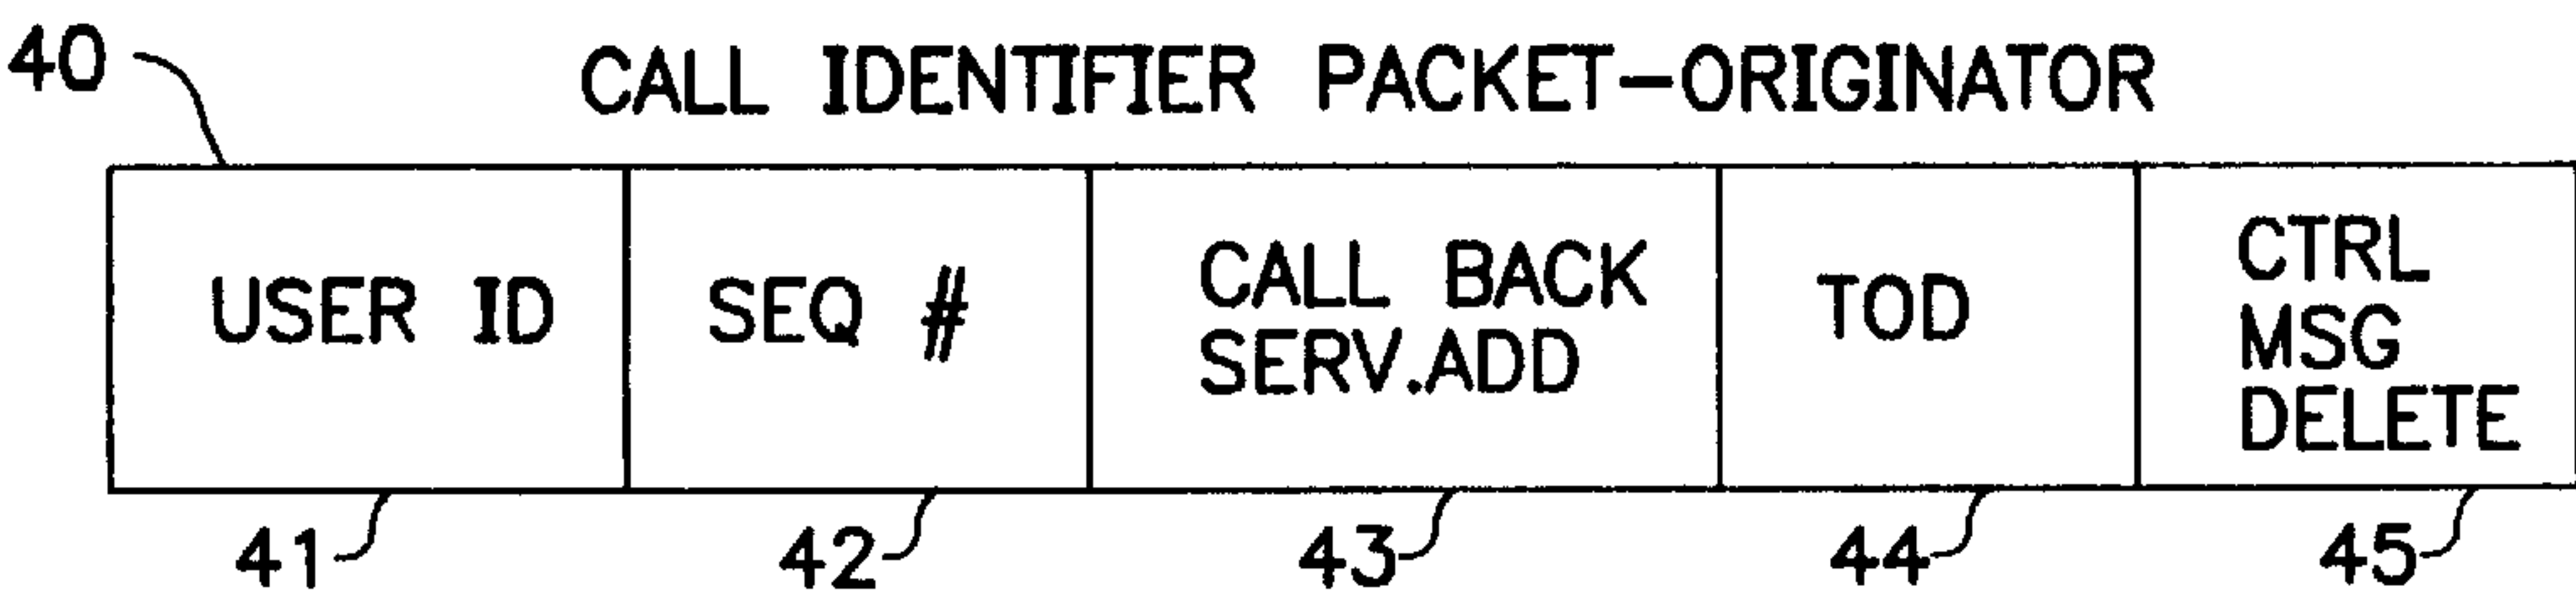 40
CALL IDENTIFIER PACKET-ORIGINATOR
USER ID
SEQ #
CALL BACK
SERV.ADD
TOD
CTRL
MSG
DELETE
41
42
43
44
45